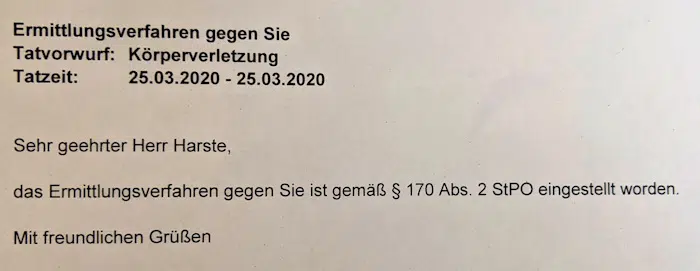 Ermittlungsverfahren gegen Sie
Tatvorwurf: Körperverletzung
Tatzeit: 25.03.2020 - 25.03.2020
Sehr geehrter Herr Harste,
das Ermittlungsverfahren gegen Sie ist gemäß § 170 Abs. 2 StPO eingestellt worden.
Mit freundlichen Grüßen